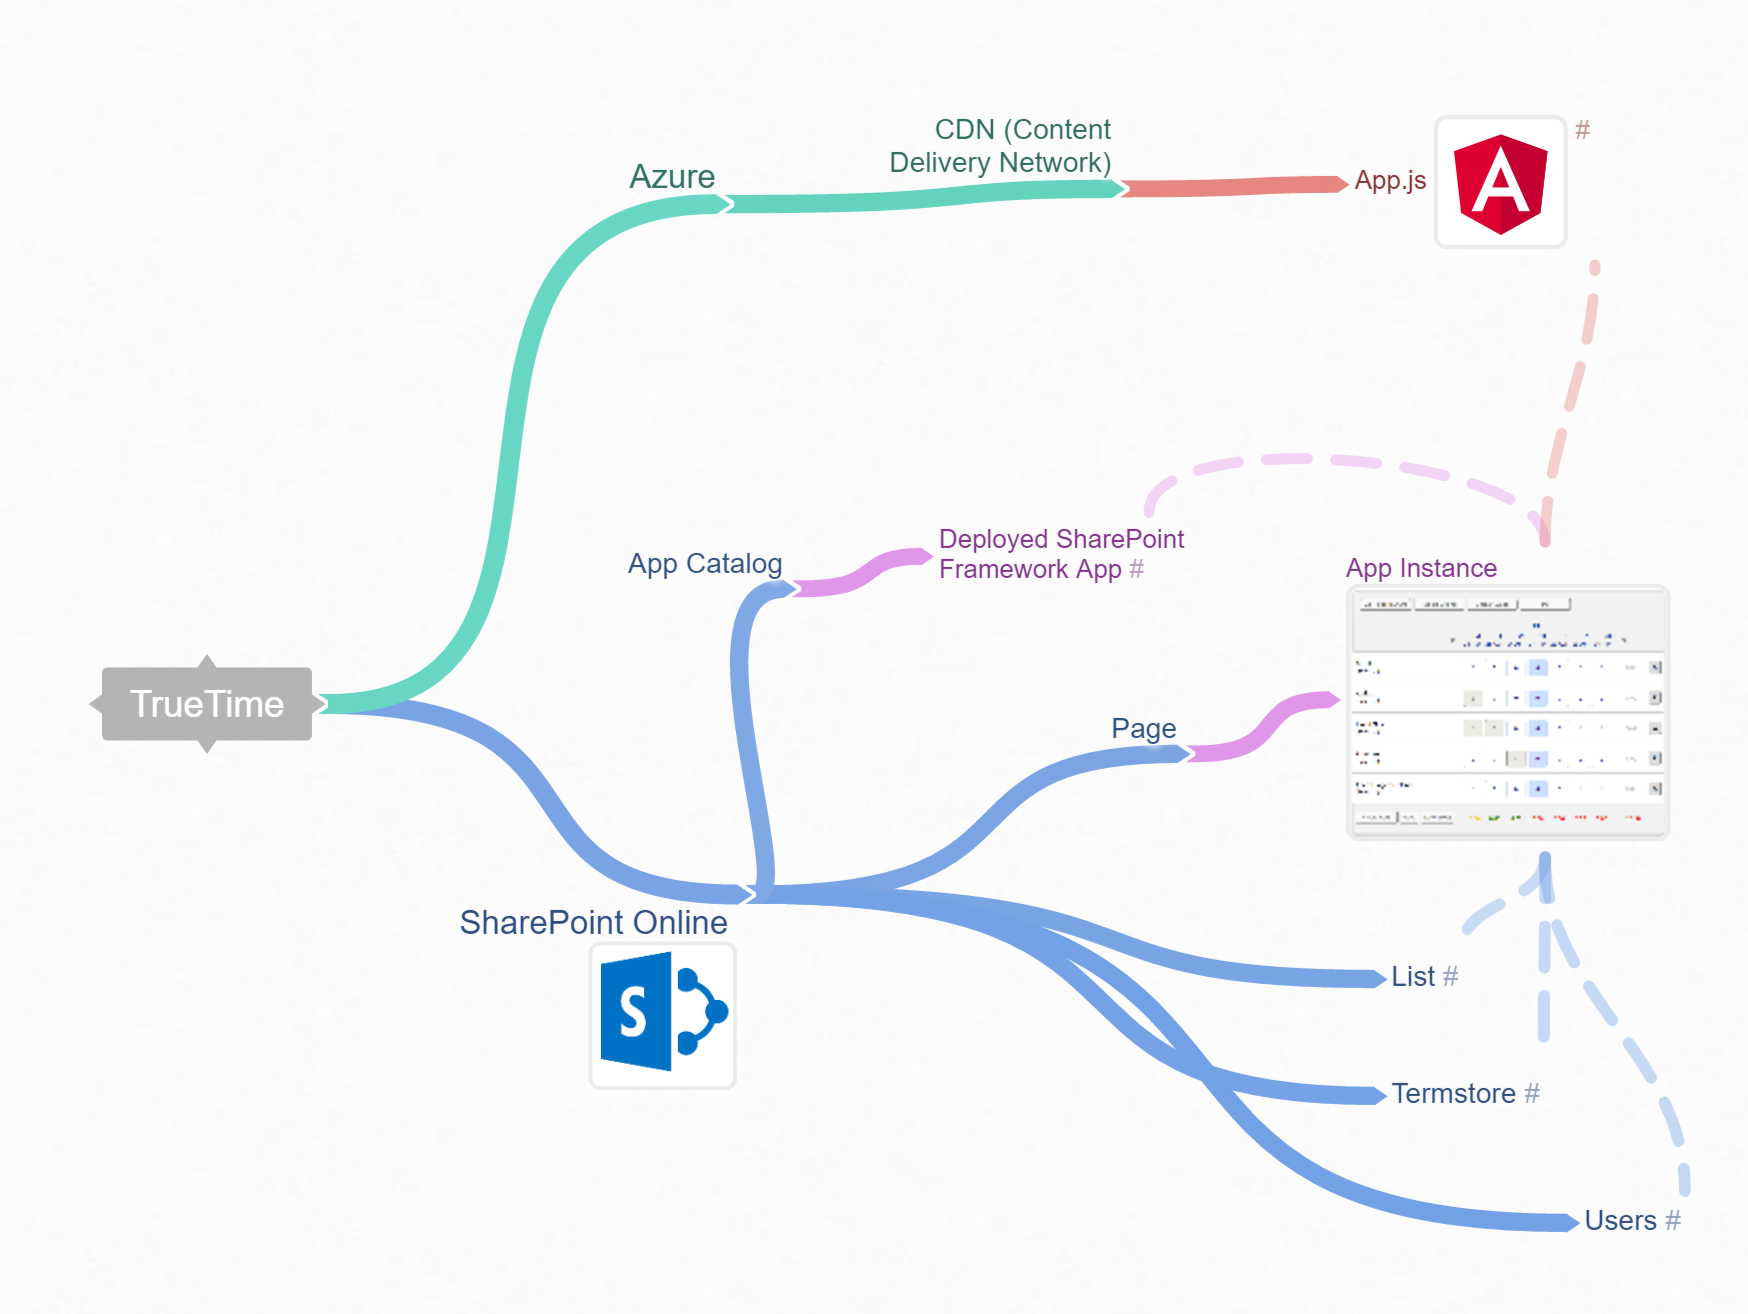 CDN (Content
Delivery Network)
#
Azure
App.js
Deployed SharePoint
Framework App #
App Catalog
App Instance
TrueTime
Page
SharePoint Online
S
List #
Termstore #
Users #